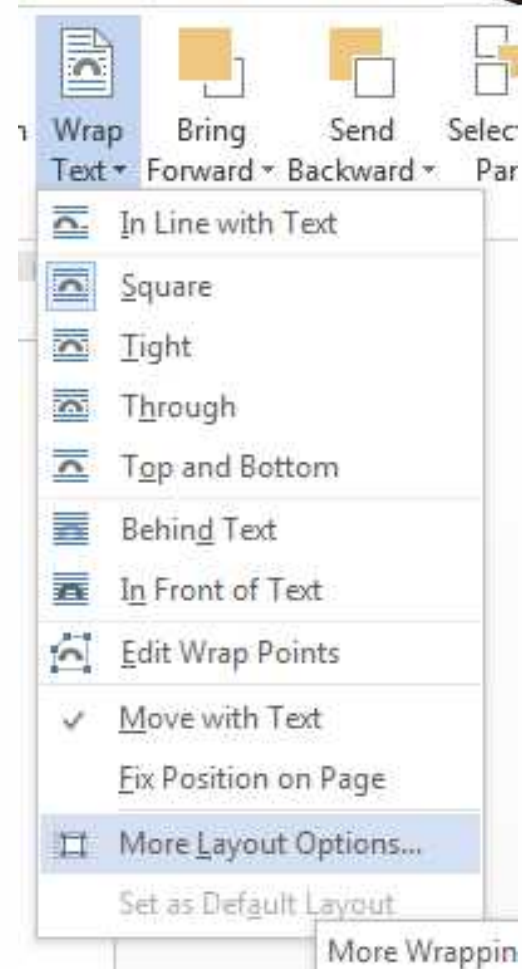 Wrap Bring Send
Text Forward Backward
In Line with Text
Square
Tight
Through
Top and Bottom
Behind Text
In Front of Text
Edit Wrap Points
Move with Text
Fix Position on Page
More Layout Options...
Set as Default Layout
More